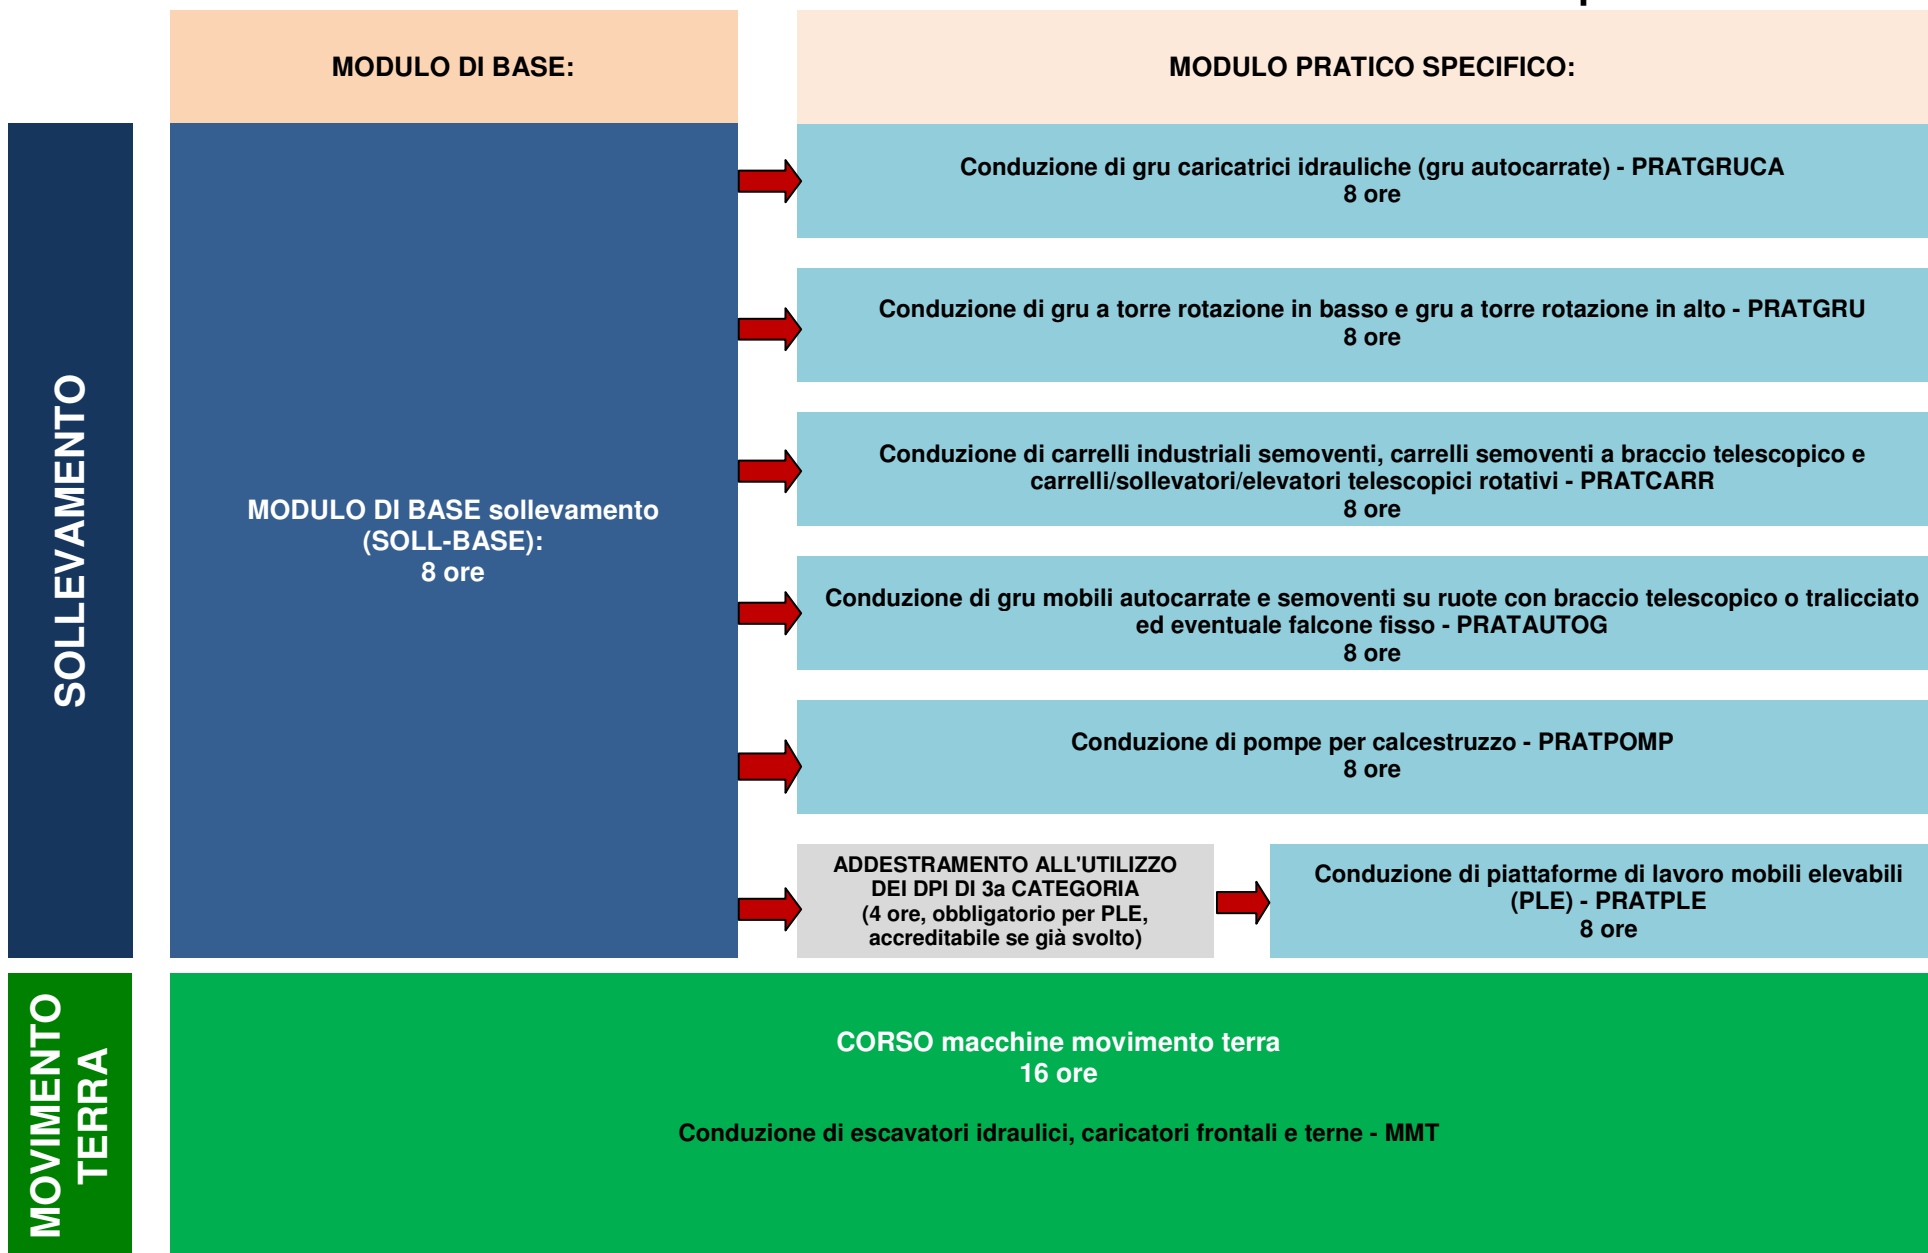 MODULO DI BASE:
MODULO PRATICO SPECIFICO:
SOLLEVAMENTO
MODULO DI BASE sollevamento
(SOLL-BASE):
8 ore
Conduzione di gru caricatrici idrauliche (gru autocarrate) - PRATGRUCA
8 ore
Conduzione di gru a torre rotazione in basso e gru a torre rotazione in alto - PRATGRU
8 ore
Conduzione di carrelli industriali semoventi, carrelli semoventi a braccio telescopico e
carrelli/sollevatori/elevatori telescopici rotativi - PRATCARR
8 ore
Conduzione di gru mobili autocarrate e semoventi su ruote con braccio telescopico o tralicciato
ed eventuale falcone fisso - PRATAUTOG
8 ore
Conduzione di pompe per calcestruzzo - PRATPOMP
8 ore
ADDESTRAMENTO ALL'UTILIZZO
DEI DPI DI 3a CATEGORIA
(4 ore, obbligatorio per PLE,
accreditabile se già svolto)
Conduzione di piattaforme di lavoro mobili elevabili
(PLE) - PRATPLE
8 ore
MOVIMENTO
TERRA
CORSO macchine movimento terra
16 ore
Conduzione di escavatori idraulici, caricatori frontali e terne - MMT